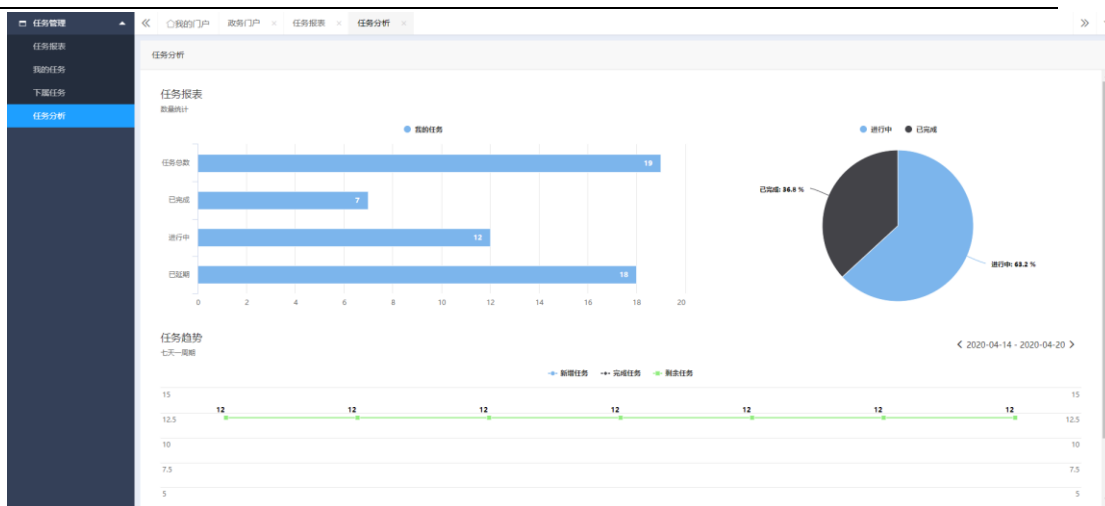 任务管理
任务报表
我的任务
下属任务
任务分析
我的门户 政务门户 × 任务报表 × 任务分析 ×
任务分析
任务报表
数量统计
我的任务
任务总数 19
已完成 7
进行中 12
已延期 18
0 2 4 6 8 10 12 14 16 18 20
进行中 已完成
已完成: 36.8 %
进行中: 63.2 %
任务趋势
七天一周期
2020-04-14 - 2020-04-20
新增任务 完成任务 剩余任务
15 15
12 12 12 12 12 12 12
12.5 12.5
10 10
7.5 7.5
5 5